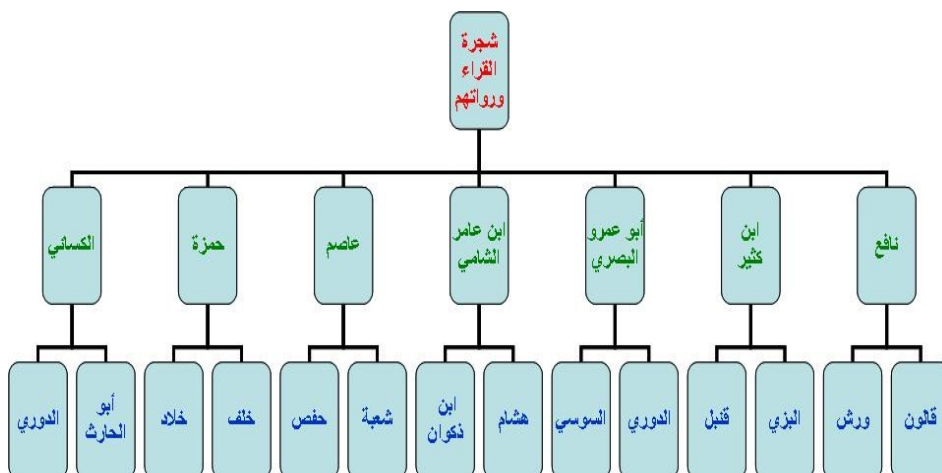 شجرة
القراء
ورواتهم
نافع
ابن
كثير
أبو عمرو
البصري
ابن عامر
الشامي
عاصم
حمزة
الكسائي
قالون
ورش
البزي
قنبل
الدوري
السوسي
هشام
ابن
ذكوان
شعبة
حفص
خلف
خلاد
أبو
الحارث
الدوري